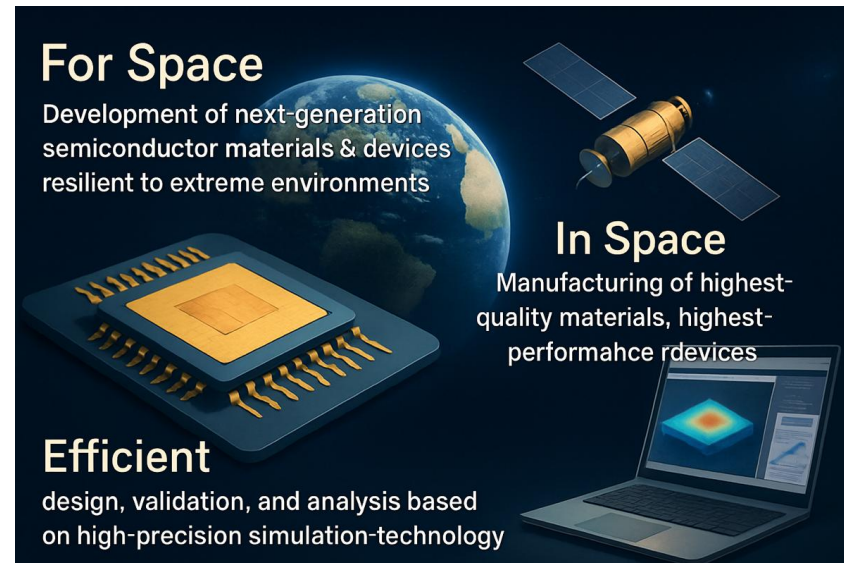 For Space
Development of next-generation
semiconductor materials & devices
resilient to extreme environments
In Space
Manufacturing of highest-
quality materials, highest-
performahce rdevices
Efficient
design, validation, and analysis based
on high-precision simulation-technology